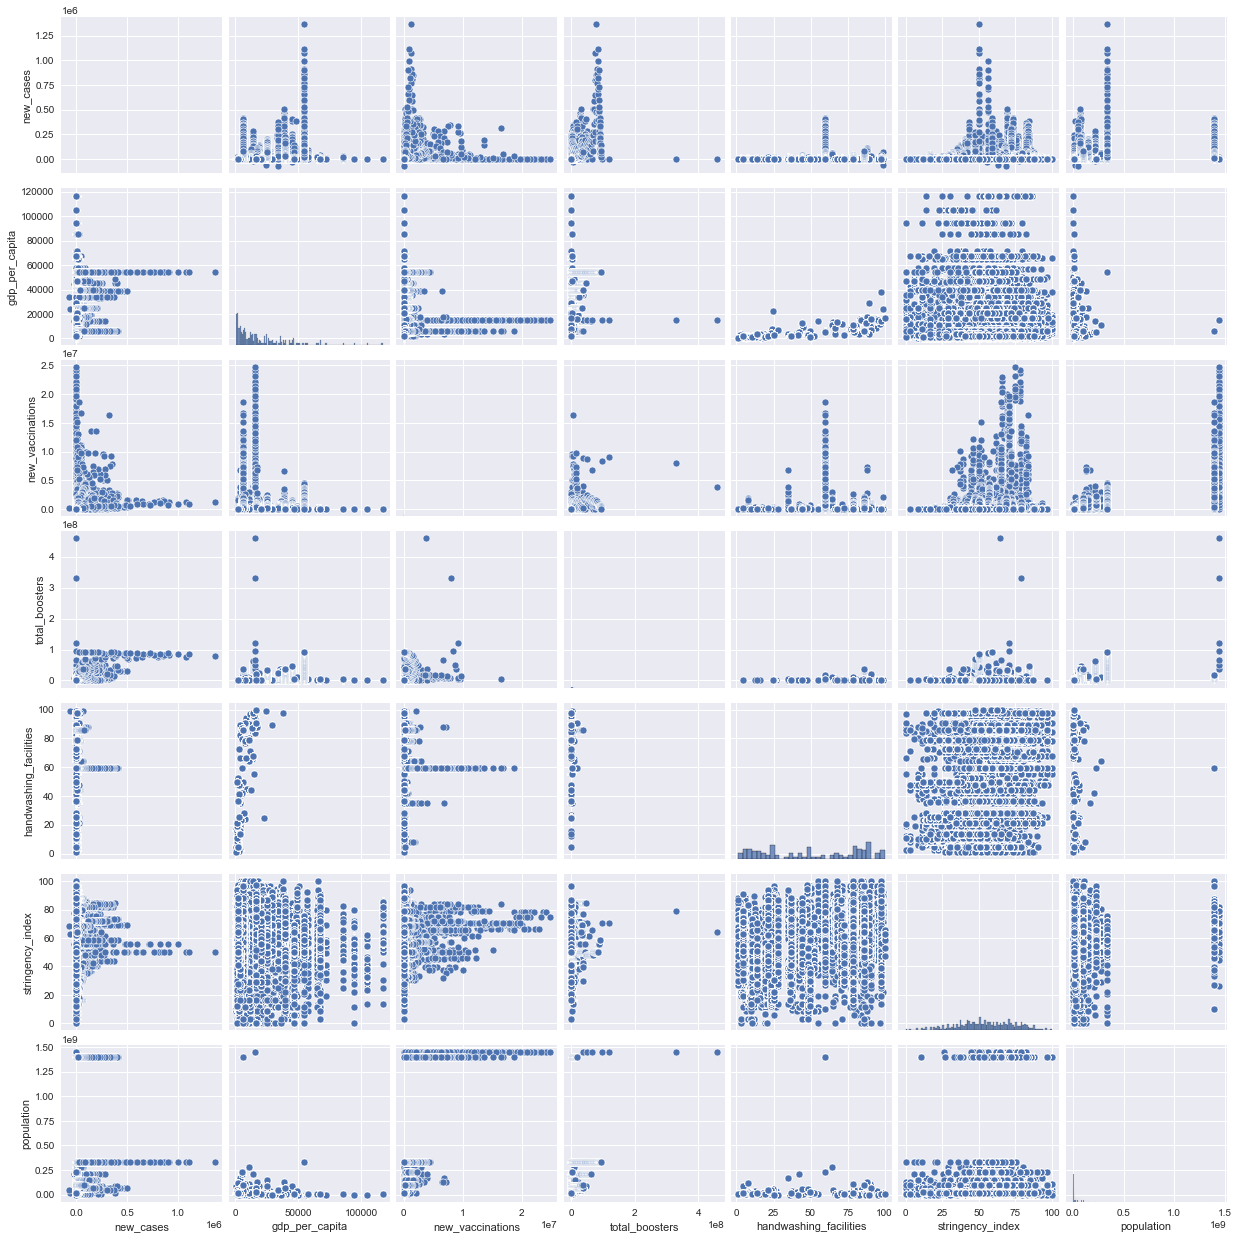 1e6
1.25
1.00
0.75
0.50
0.25
0.00
new_cases
120000
100000
80000
60000
40000
20000
0
gdp_per_capita
1e7
2.5
2.0
1.5
1.0
0.5
0.0
new_vaccinations
1e8
4
3
2
1
0
total_boosters
100
80
60
40
20
0
handwashing_facilities
100
80
60
40
20
0
stringency_index
1e9
1.50
1.25
1.00
0.75
0.50
0.25
0.00
population
0.0 0.5 1.0
new_cases 1e6
0 50000 100000
gdp_per_capita
0 1 2
new_vaccinations 1e7
0 2 4
total_boosters 1e8
0 25 50 75 100
handwashing_facilities
0 25 50 75 100
stringency_index
0.0 0.5 1.0 1.5
population 1e9